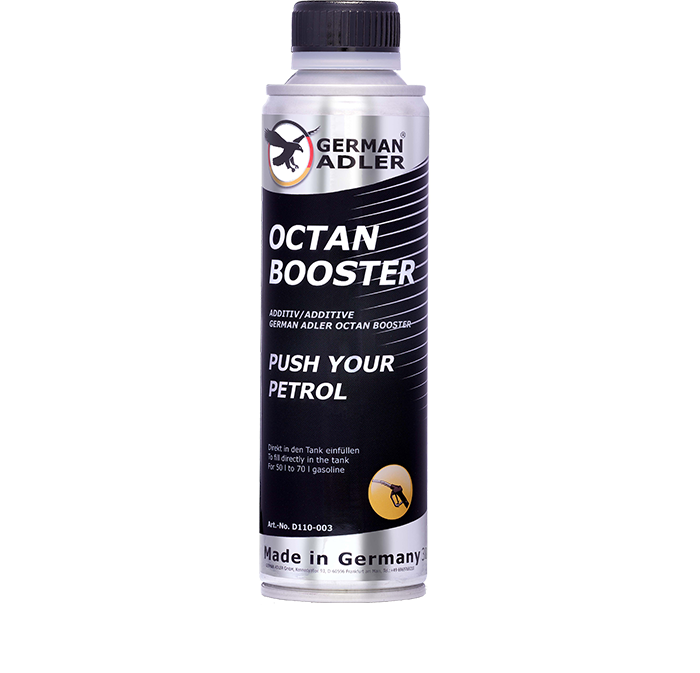 GERMAN®
ADLER
OCTAN
BOOSTER
ADDITIV/ADDITIVE
GERMAN ADLER OCTAN BOOSTER
PUSH YOUR
PETROL
Direkt in den Tank einfüllen
To fill directly in the tank
For 50 l to 70 l gasoline
Art.-No. D110-003
Made in Germany